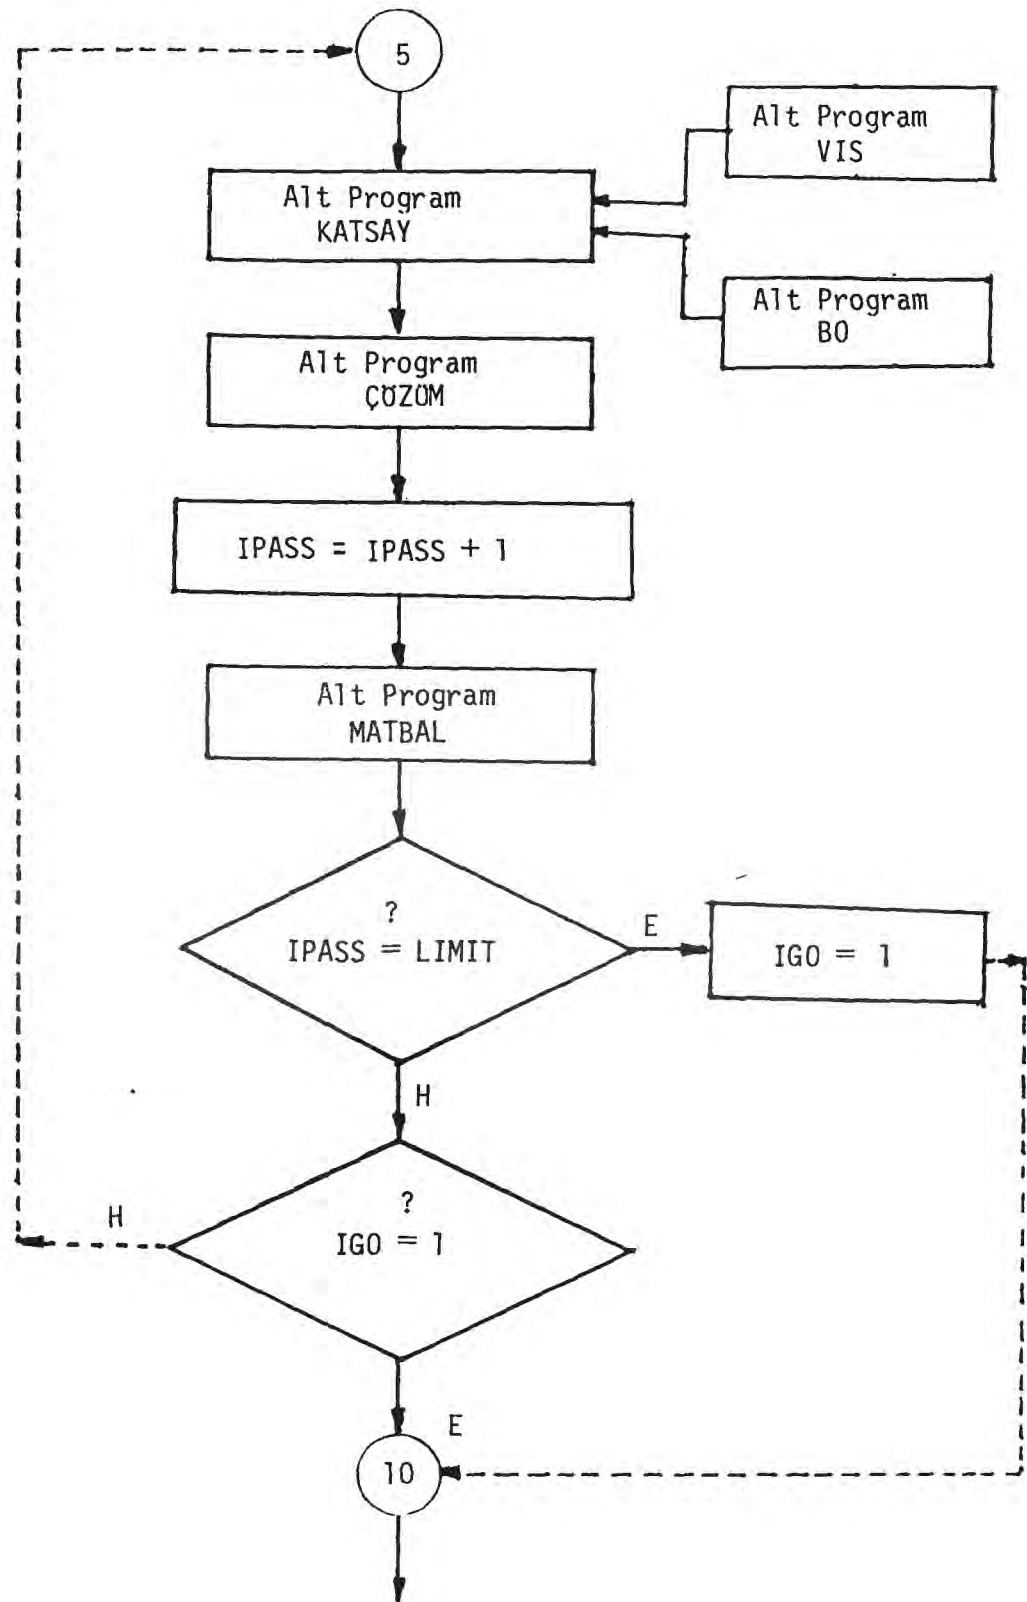 5
Alt Program
VIS
Alt Program
KATSAY
Alt Program
BO
Alt Program
ÇÖZÜM
IPASS = IPASS + 1
Alt Program
MATBAL
?
IPASS = LIMIT
E
IGO = 1
H
?
IGO = 1
H
E
10